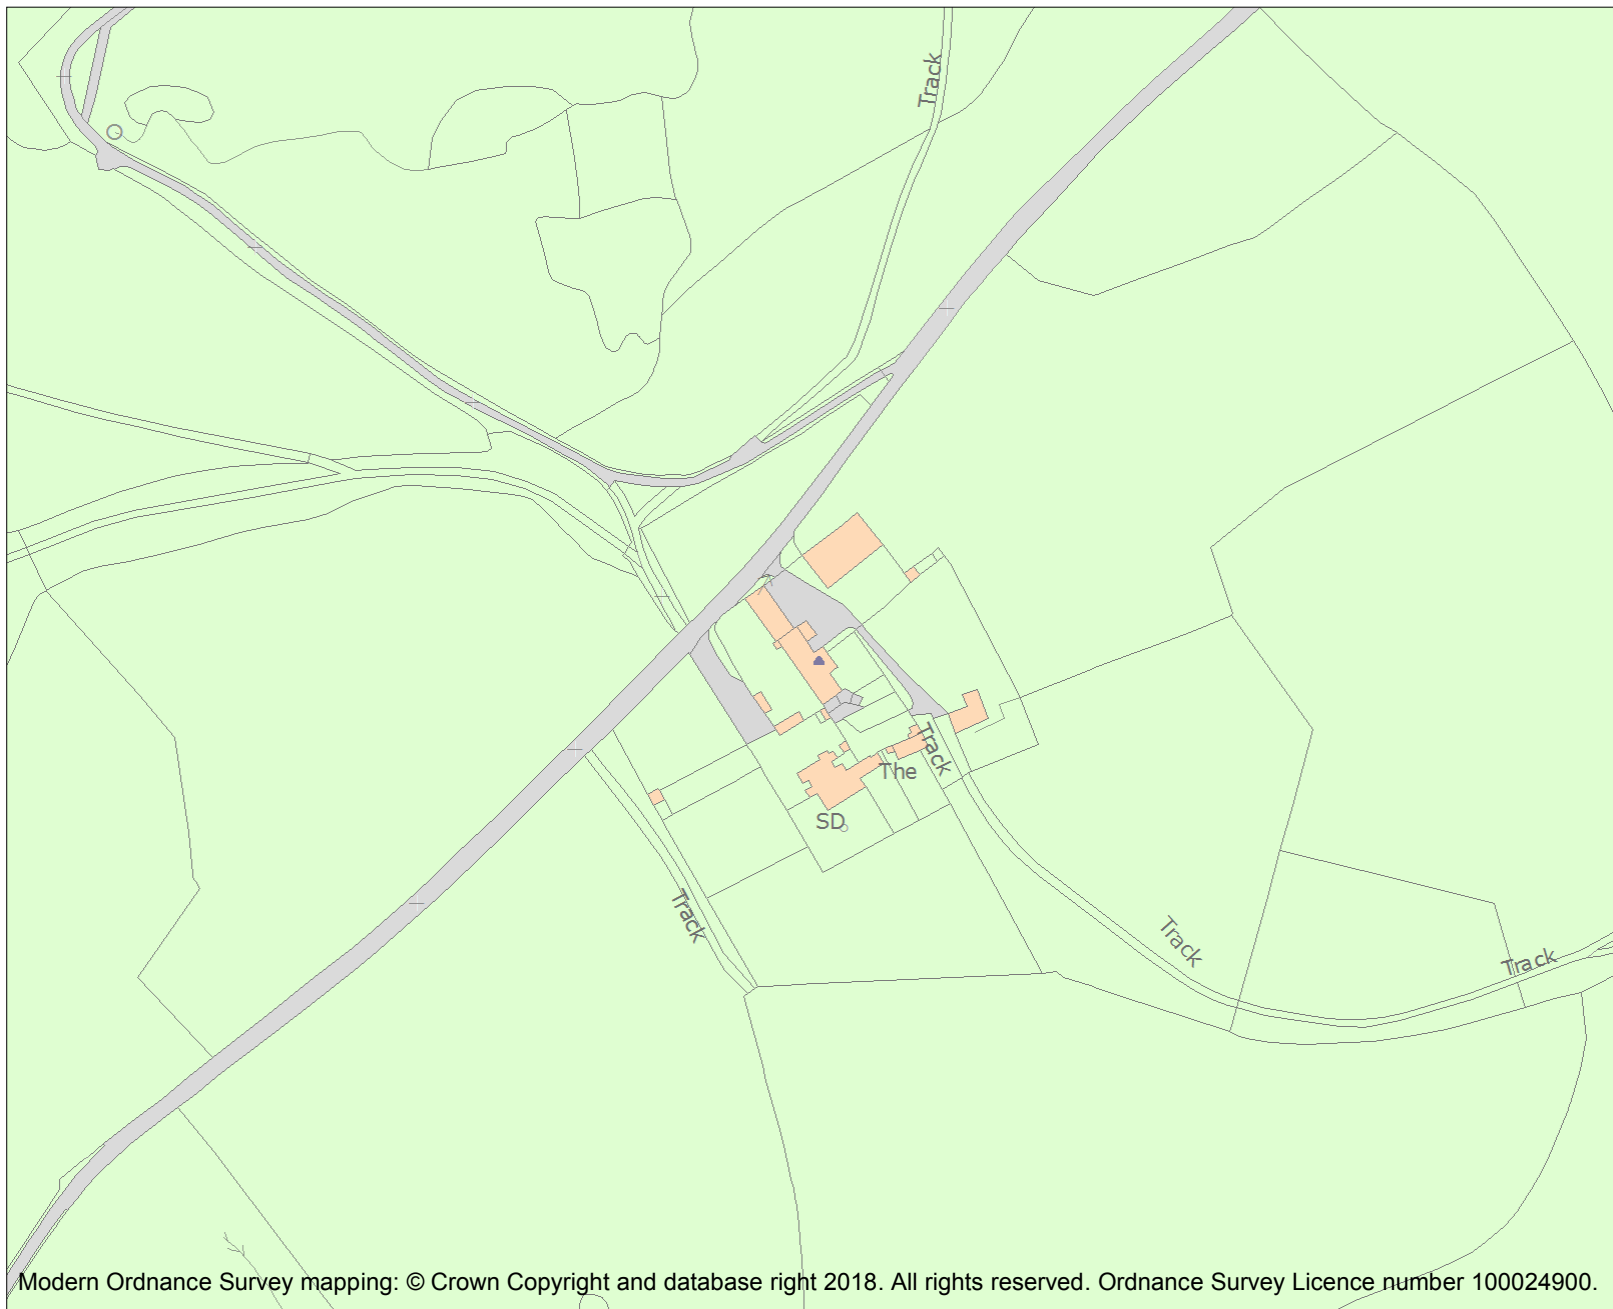 Track
Track
The
SD
Track
Track
Track
Modern Ordnance Survey mapping: © Crown Copyright and database right 2018. All rights reserved. Ordnance Survey Licence number 100024900.